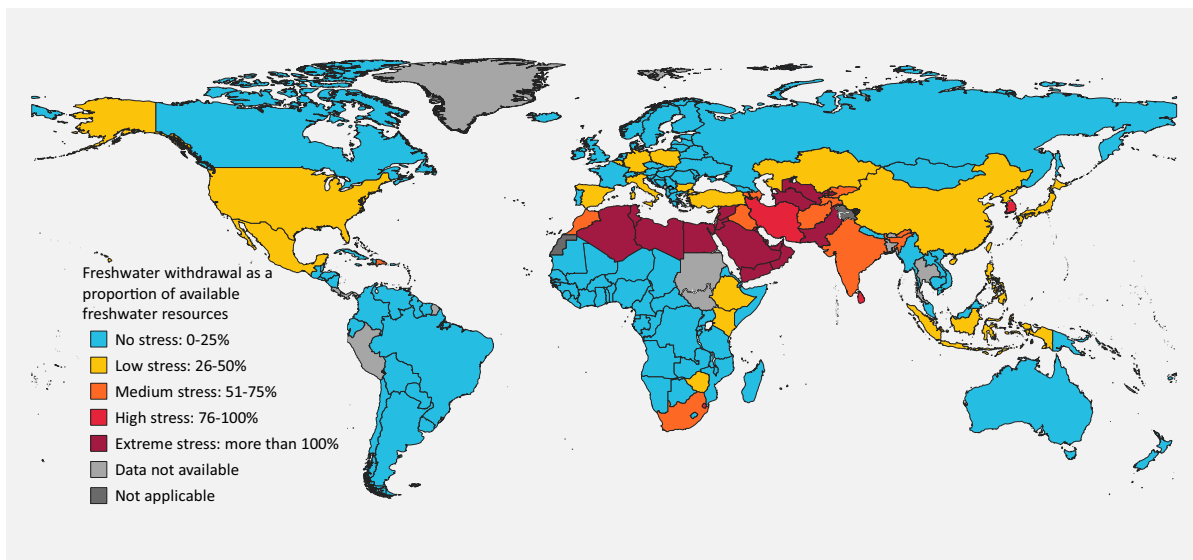 Freshwater withdrawal as a
proportion of available
freshwater resources
No stress: 0-25%
Low stress: 26-50%
Medium stress: 51-75%
High stress: 76-100%
Extreme stress: more than 100%
Data not available
Not applicable